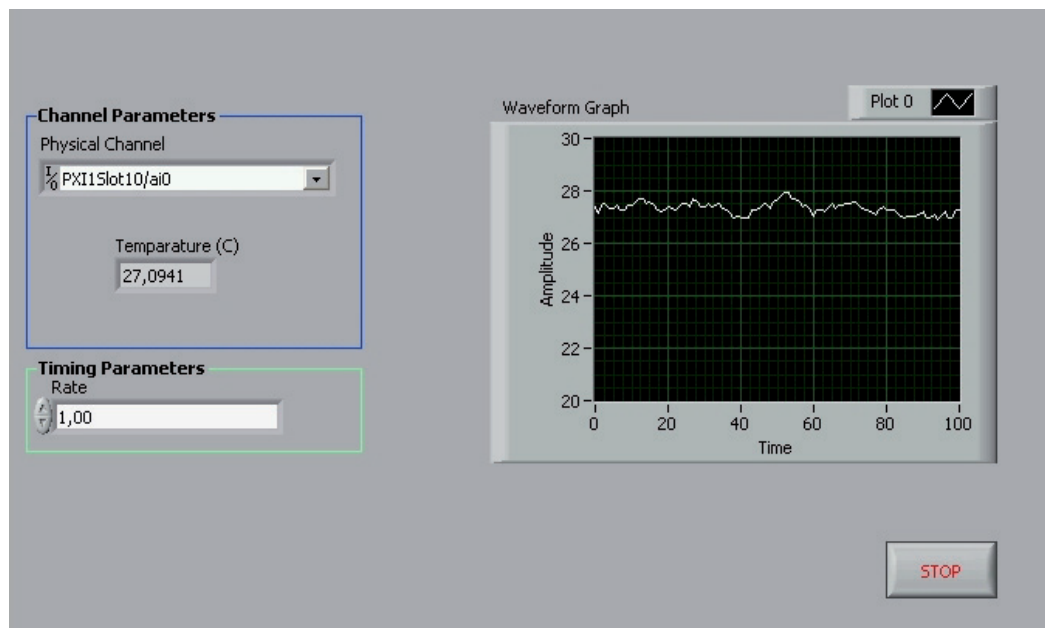 Channel Parameters
Physical Channel
I/O PXI1Slot10/ai0
Temparature (C)
27,0941
Timing Parameters
Rate
1,00
Waveform Graph
Plot 0
Amplitude
30
28
26
24
22
20
0 20 40 60 80 100
Time
STOP